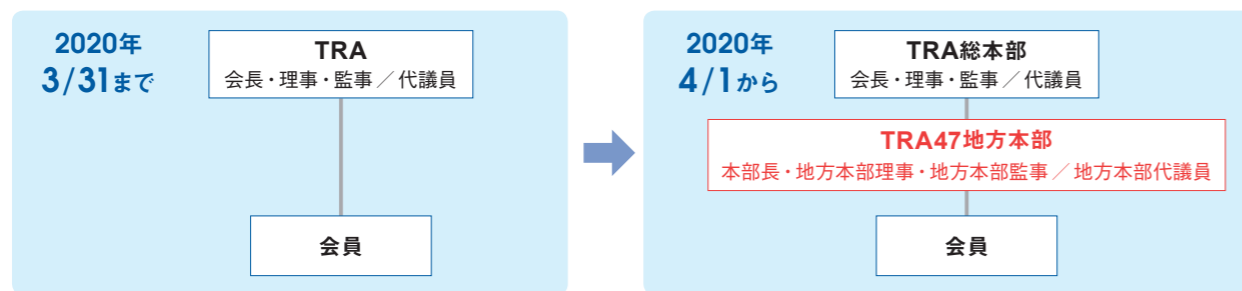 2020年
3/31まで
TRA
会長・理事・監事／代議員
会員
2020年
4/1から
TRA総本部
会長・理事・監事／代議員
TRA47地方本部
本部長・地方本部理事・地方本部監事／地方本部代議員
会員